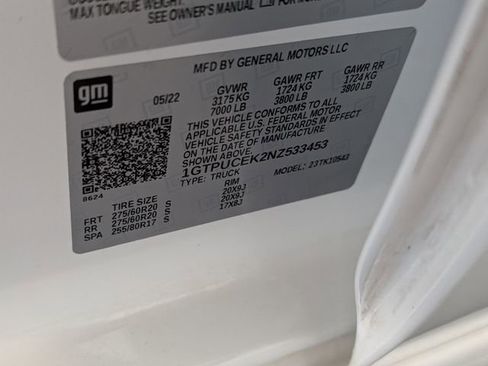 MAX TONGUE WEIGHT:
SEE OWNER'S MANUAL
MFD BY GENERAL MOTORS LLC
gm
05/22
GVWR GAWR FRT GAWR RR
3175 KG 1724 KG 1724 KG
7000 LB 3800 LB 3800 LB
THIS VEHICLE CONFORMS TO ALL
APPLICABLE U.S. FEDERAL MOTOR
VEHICLE SAFETY STANDARDS IN EFFECT
ON THE DATE OF MANUFACTURE
SHOWN ABOVE.
1GTPUCEK2NZ533453
TYPE: TRUCK MODEL: 23TK10543
8624
TIRE SIZE RIM
FRT 275/60R20 S 20X9J
RR 275/60R20 S 20X9J
SPA 255/80R17 S 17X8J